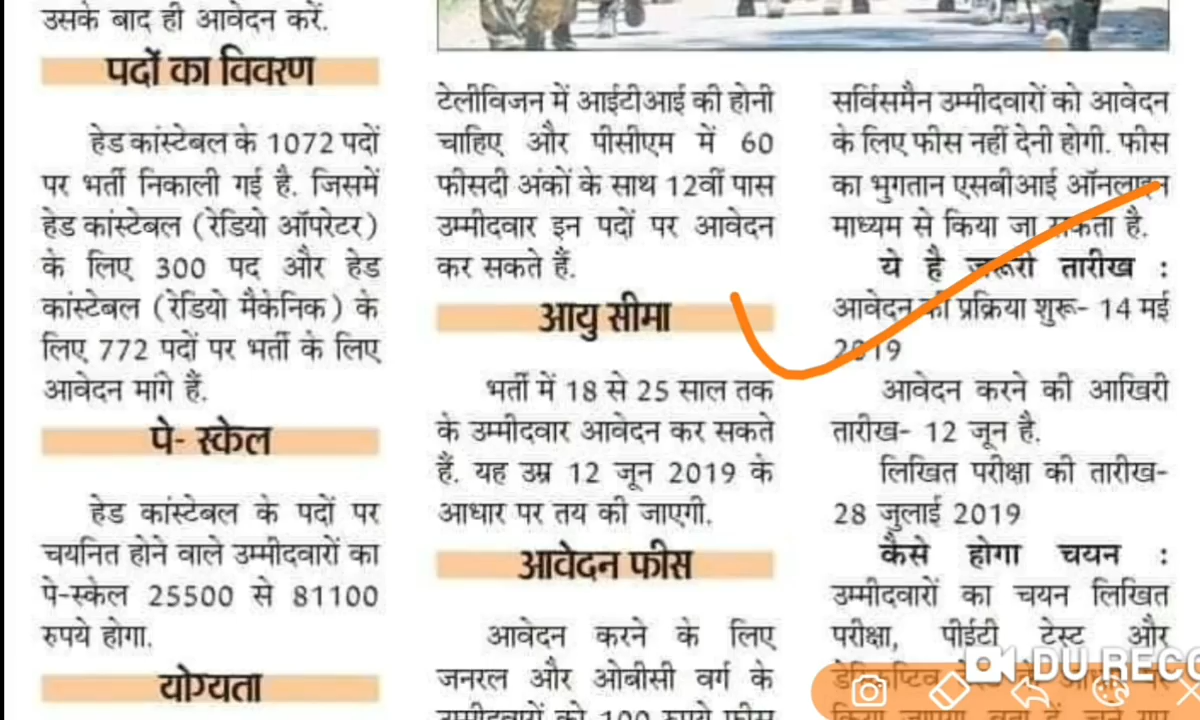 उसके बाद ही आवेदन करें.
पदों का विवरण
हेड कांस्टेबल के 1072 पदों
पर भर्ती निकाली गई है. जिसमें
हेड कांस्टेबल (रेडियो ऑपरेटर)
के लिए 300 पद और हेड
कांस्टेबल (रेडियो मैकेनिक) के
लिए 772 पदों पर भर्ती के लिए
आवेदन मांगे हैं.
पे- स्केल
हेड कांस्टेबल के पदों पर
चयनित होने वाले उम्मीदवारों का
पे-स्केल 25500 से 81100
रुपये होगा.
योग्यता
टेलीविजन में आईटीआई की होनी
चाहिए और पीसीएम में 60
फीसदी अंकों के साथ 12वीं पास
उम्मीदवार इन पदों पर आवेदन
कर सकते हैं.
आयु सीमा
भर्ती में 18 से 25 साल तक
के उम्मीदवार आवेदन कर सकते
हैं. यह उम्र 12 जून 2019 के
आधार पर तय की जाएगी.
आवेदन फीस
आवेदन करने के लिए
जनरल और ओबीसी वर्ग के
उम्मीदवारों को 100 रुपये फीस
सर्विसमैन उम्मीदवारों को आवेदन
के लिए फीस नहीं देनी होगी. फीस
का भुगतान एसबीआई ऑनलाइन
माध्यम से किया जा सकता है.
ये है जरूरी तारीख :
आवेदन की प्रक्रिया शुरू- 14 मई
2019
आवेदन करने की आखिरी
तारीख- 12 जून है.
लिखित परीक्षा की तारीख-
28 जुलाई 2019
कैसे होगा चयन :
उम्मीदवारों का चयन लिखित
परीक्षा, पीईटी टेस्ट और
DU RECO